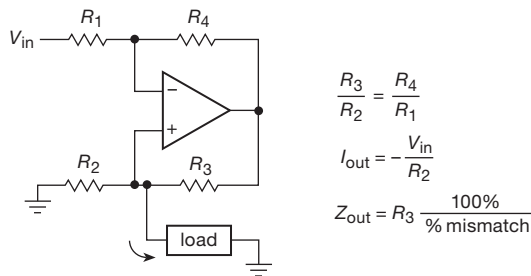 R1
R4
Vin
−
+
R2
R3
load
R3/R2 = R4/R1
Iout = − Vin/R2
Zout = R3 100%/% mismatch